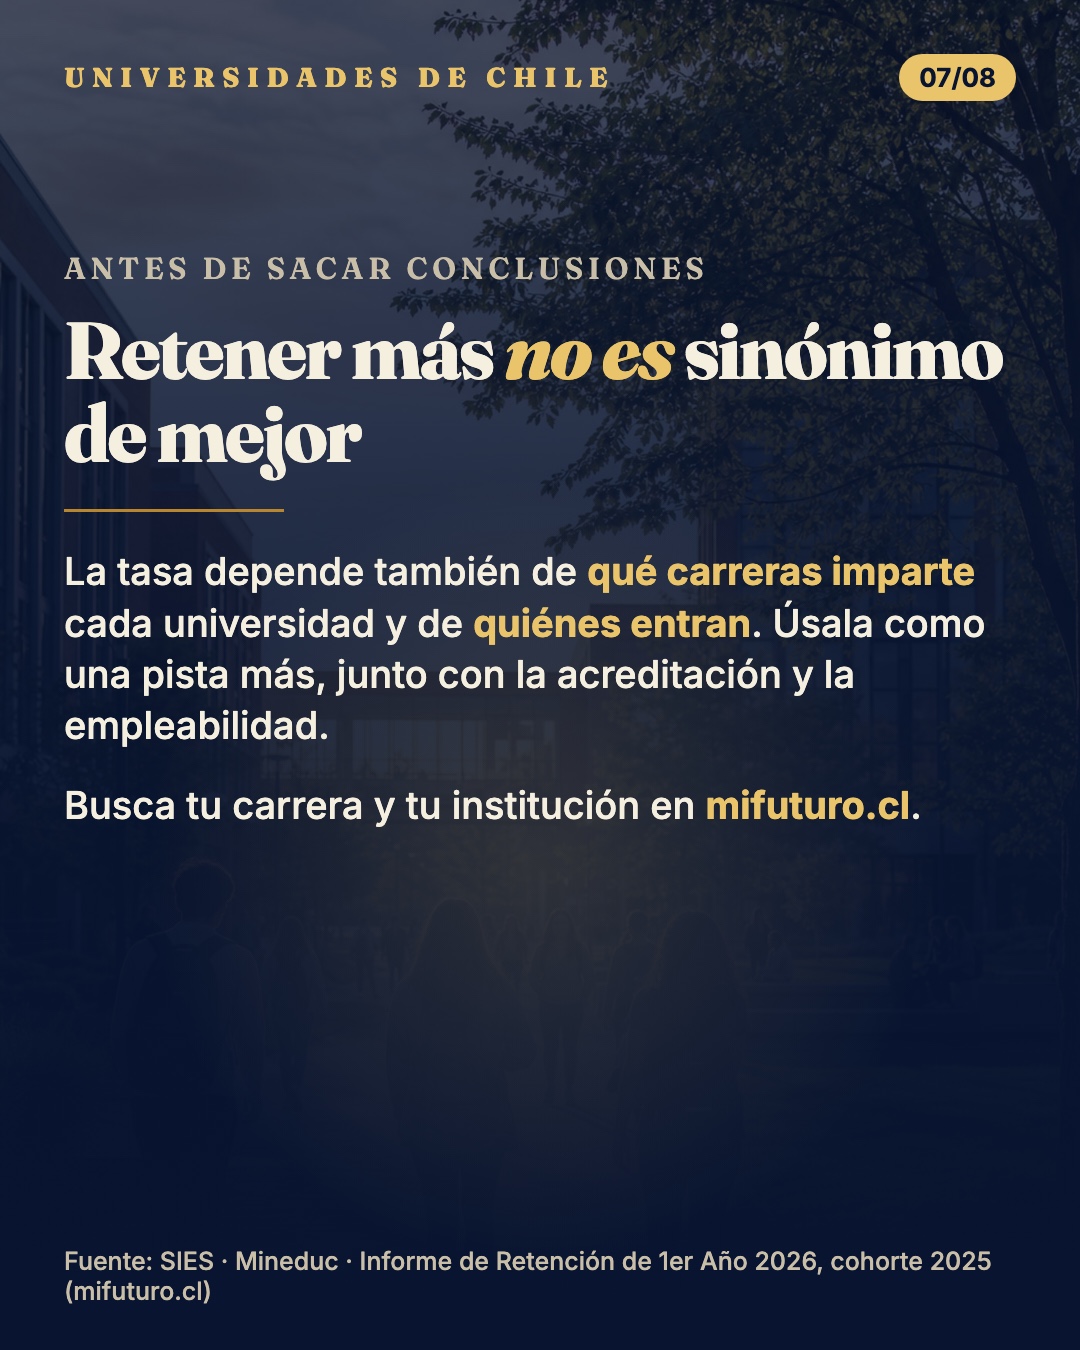 UNIVERSIDADES DE CHILE
07/08
ANTES DE SACAR CONCLUSIONES
Retener más no es sinónimo
de mejor
La tasa depende también de qué carreras imparte
cada universidad y de quiénes entran. Úsala como
una pista más, junto con la acreditación y la
empleabilidad.
Busca tu carrera y tu institución en mifuturo.cl.
Fuente: SIES · Mineduc · Informe de Retención de 1er Año 2026, cohorte 2025
(mifuturo.cl)